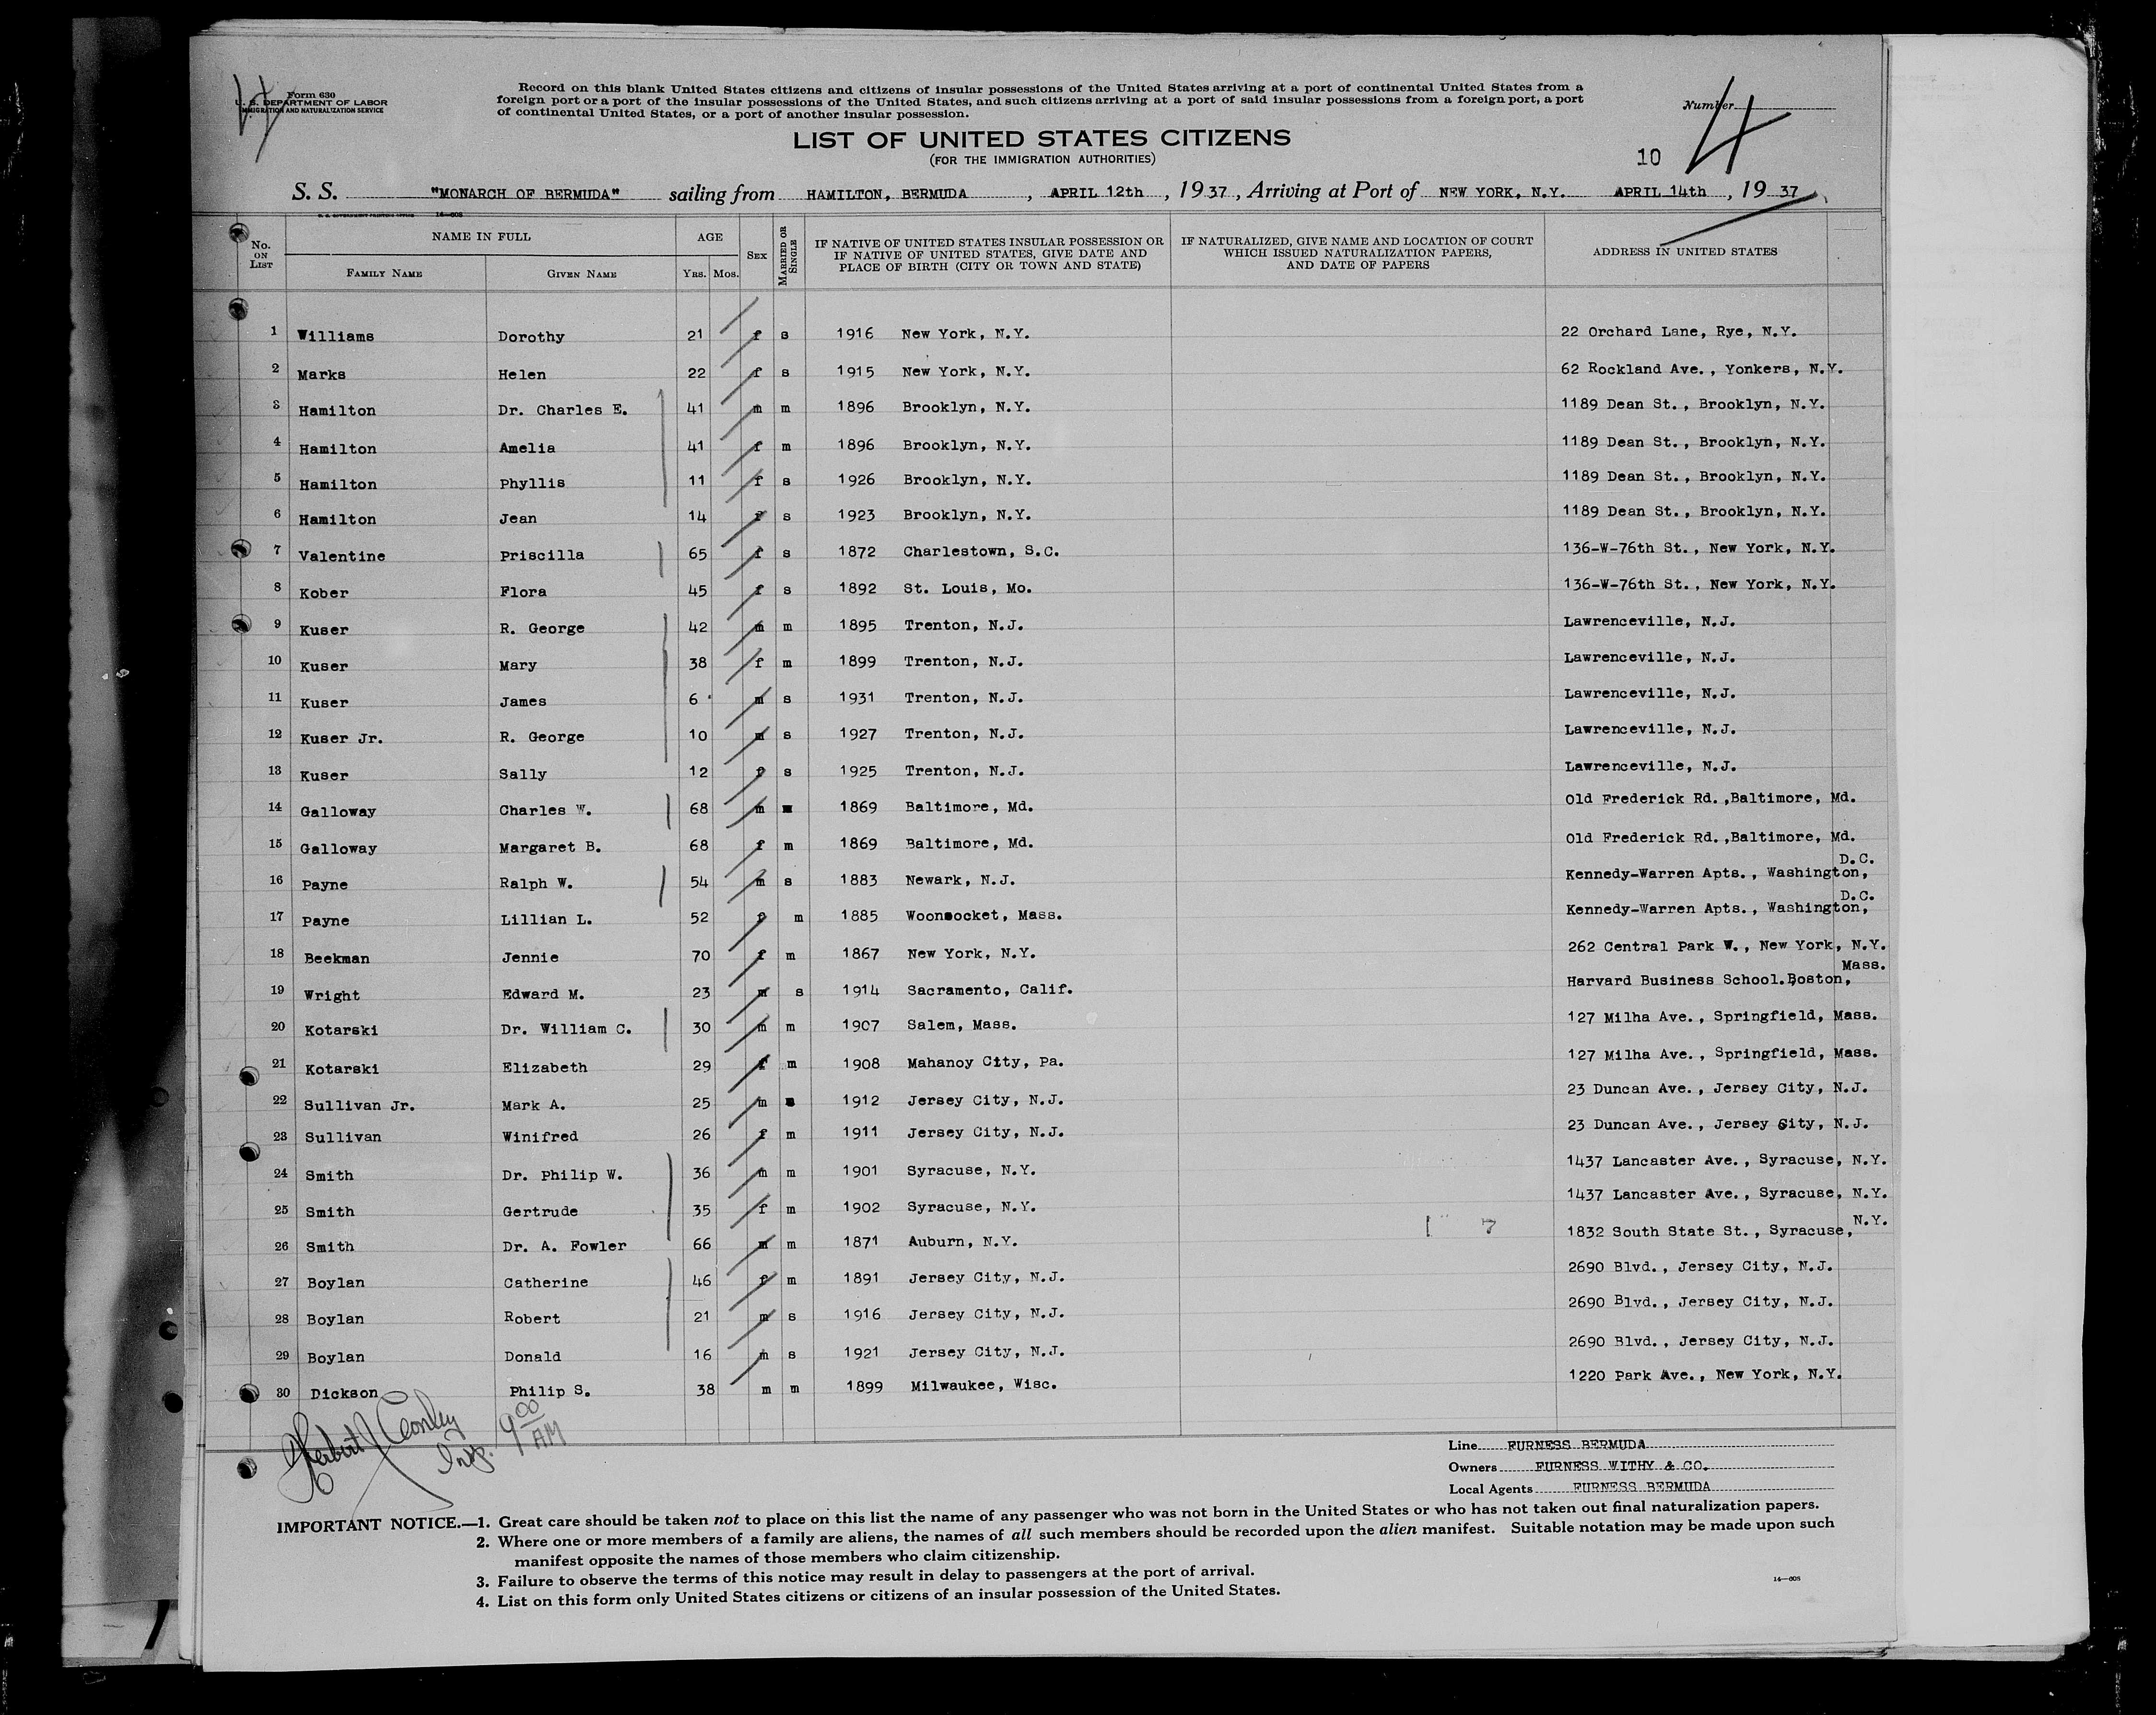 Form 630
U. S. DEPARTMENT OF LABOR
IMMIGRATION AND NATURALIZATION SERVICE
Record on this blank United States citizens and citizens of insular possessions of the United States arriving at a port of continental United States from a
foreign port or a port of the insular possessions of the United States, and such citizens arriving at a port of said insular possessions from a foreign port, a port
of continental United States, or a port of another insular possession.
Number 4
LIST OF UNITED STATES CITIZENS
(FOR THE IMMIGRATION AUTHORITIES)
10
S. S. "MONARCH OF BERMUDA" sailing from HAMILTON, BERMUDA, APRIL 12th, 1937, Arriving at Port of NEW YORK, N.Y. APRIL 14th, 1937
No. ON LIST NAME IN FULL FAMILY NAME GIVEN NAME AGE YRS. MOS. SEX MARRIED OR SINGLE IF NATIVE OF UNITED STATES INSULAR POSSESSION OR IF NATIVE OF UNITED STATES, GIVE DATE AND PLACE OF BIRTH (CITY OR TOWN AND STATE) IF NATURALIZED, GIVE NAME AND LOCATION OF COURT WHICH ISSUED NATURALIZATION PAPERS, AND DATE OF PAPERS ADDRESS IN UNITED STATES
1 Williams Dorothy 21 f s 1916 New York, N.Y. 22 Orchard Lane, Rye, N.Y.
2 Marks Helen 22 f s 1915 New York, N.Y. 62 Rockland Ave., Yonkers, N.Y.
3 Hamilton Dr. Charles E. 41 m m 1896 Brooklyn, N.Y. 1189 Dean St., Brooklyn, N.Y.
4 Hamilton Amelia 41 f m 1896 Brooklyn, N.Y. 1189 Dean St., Brooklyn, N.Y.
5 Hamilton Phyllis 11 f s 1926 Brooklyn, N.Y. 1189 Dean St., Brooklyn, N.Y.
6 Hamilton Jean 14 f s 1923 Brooklyn, N.Y. 1189 Dean St., Brooklyn, N.Y.
7 Valentine Priscilla 65 f s 1872 Charlestown, S.C. 136-W-76th St., New York, N.Y.
8 Kober Flora 45 f s 1892 St. Louis, Mo. 136-W-76th St., New York, N.Y.
9 Kuser R. George 42 m m 1895 Trenton, N.J. Lawrenceville, N.J.
10 Kuser Mary 38 f m 1899 Trenton, N.J. Lawrenceville, N.J.
11 Kuser James 6 m s 1931 Trenton, N.J. Lawrenceville, N.J.
12 Kuser Jr. R. George 10 m s 1927 Trenton, N.J. Lawrenceville, N.J.
13 Kuser Sally 12 f s 1925 Trenton, N.J. Lawrenceville, N.J.
14 Galloway Charles W. 68 m m 1869 Baltimore, Md. Old Frederick Rd.,Baltimore, Md.
15 Galloway Margaret B. 68 f m 1869 Baltimore, Md. Old Frederick Rd.,Baltimore, Md.
16 Payne Ralph W. 54 m s 1883 Newark, N.J. Kennedy-Warren Apts., Washington, D.C.
17 Payne Lillian L. 52 f m 1885 Woonsocket, Mass. Kennedy-Warren Apts., Washington, D.C.
18 Beekman Jennie 70 f m 1867 New York, N.Y. 262 Central Park W., New York, N.Y.
19 Wright Edward M. 23 m s 1914 Sacramento, Calif. Harvard Business School.Boston, Mass.
20 Kotarski Dr. William C. 30 m m 1907 Salem, Mass. 127 Milha Ave., Springfield, Mass.
21 Kotarski Elizabeth 29 f m 1908 Mahanoy City, Pa. 127 Milha Ave., Springfield, Mass.
22 Sullivan Jr. Mark A. 25 m 1912 Jersey City, N.J. 23 Duncan Ave., Jersey City, N.J.
23 Sullivan Winifred 26 f m 1911 Jersey City, N.J. 23 Duncan Ave., Jersey City, N.J.
24 Smith Dr. Philip W. 36 m m 1901 Syracuse, N.Y. 1437 Lancaster Ave., Syracuse, N.Y.
25 Smith Gertrude 35 f m 1902 Syracuse, N.Y. 1437 Lancaster Ave., Syracuse, N.Y.
26 Smith Dr. A. Fowler 66 m m 1871 Auburn, N.Y. 1832 South State St., Syracuse, N.Y.
27 Boylan Catherine 46 f m 1891 Jersey City, N.J. 2690 Blvd., Jersey City, N.J.
28 Boylan Robert 21 m s 1916 Jersey City, N.J. 2690 Blvd., Jersey City, N.J.
29 Boylan Donald 16 m s 1921 Jersey City, N.J. 2690 Blvd., Jersey City, N.J.
30 Dickson Philip S. 38 m m 1899 Milwaukee, Wisc. 1220 Park Ave., New York, N.Y.
Herbert J Conley
Insp. 9 00 AM
Line FURNESS BERMUDA
Owners FURNESS WITHY & CO.
Local Agents FURNESS BERMUDA
IMPORTANT NOTICE.—1. Great care should be taken not to place on this list the name of any passenger who was not born in the United States or who has not taken out final naturalization papers.
2. Where one or more members of a family are aliens, the names of all such members should be recorded upon the alien manifest. Suitable notation may be made upon such
manifest opposite the names of those members who claim citizenship.
3. Failure to observe the terms of this notice may result in delay to passengers at the port of arrival.
4. List on this form only United States citizens or citizens of an insular possession of the United States.
14—608